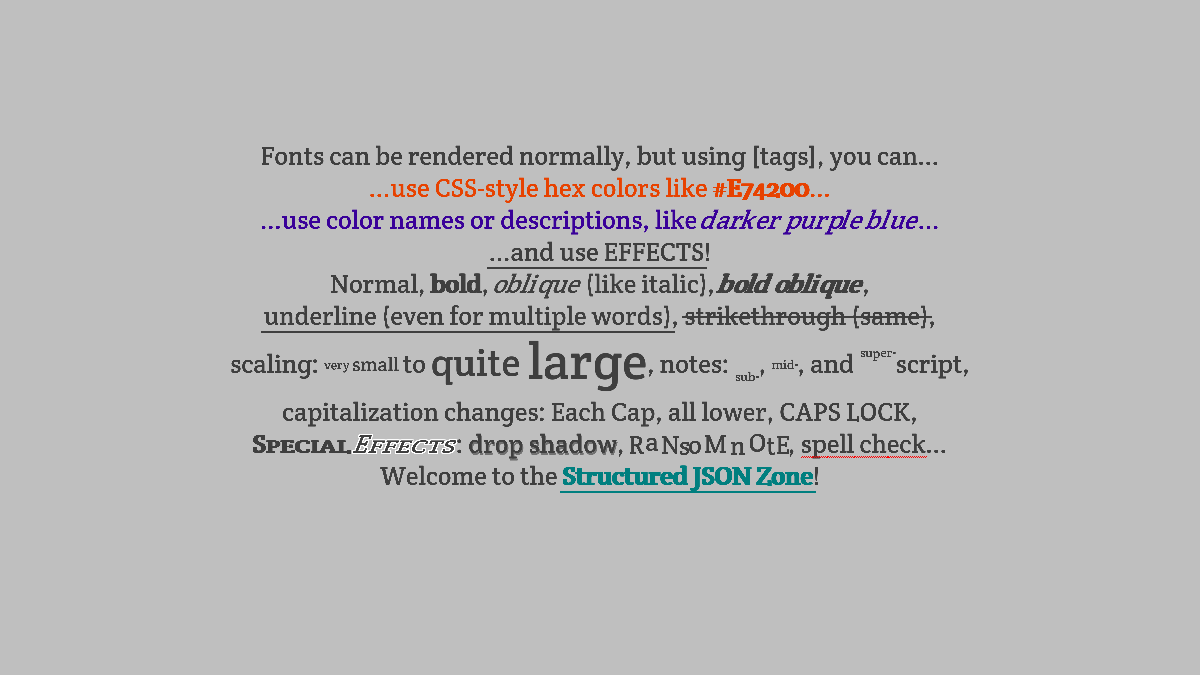 Fonts can be rendered normally, but using [tags], you can...
...use CSS-style hex colors like #E74200...
...use color names or descriptions, like darker purple blue...
...and use EFFECTS!
Normal, bold, oblique (like italic), bold oblique,
underline (even for multiple words), strikethrough (same),
scaling: very small to quite large, notes: sub-, mid-, and super-script,
capitalization changes: Each Cap, all lower, CAPS LOCK,
Special Effects: drop shadow, RaNsoMnOtE, spell check...
Welcome to the Structured JSON Zone!